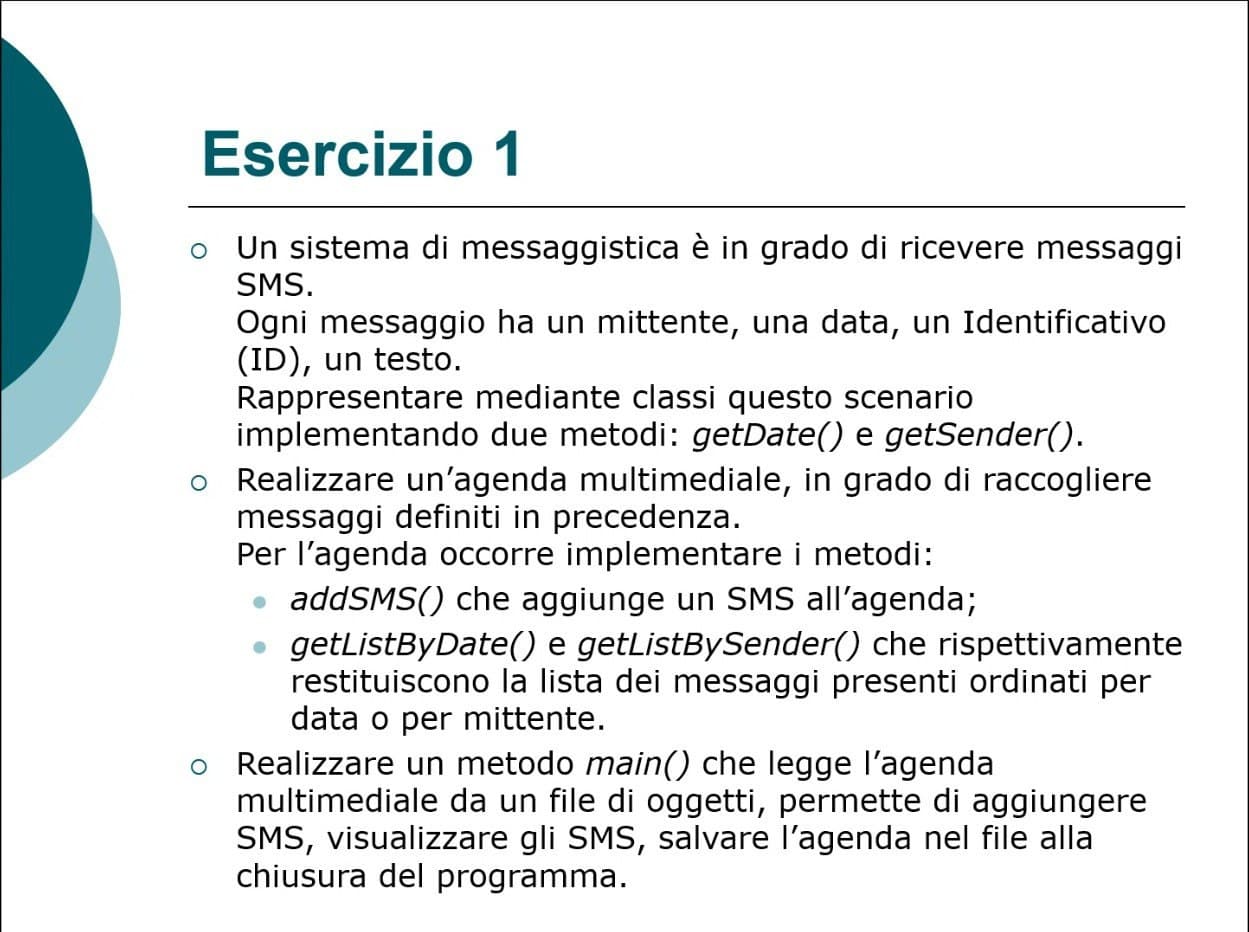 Esercizio 1
Un sistema di messaggistica è in grado di ricevere messaggi
SMS.
Ogni messaggio ha un mittente, una data, un Identificativo
(ID), un testo.
Rappresentare mediante classi questo scenario
implementando due metodi: getDate() e getSender().
Realizzare un’agenda multimediale, in grado di raccogliere
messaggi definiti in precedenza.
Per l’agenda occorre implementare i metodi:
addSMS() che aggiunge un SMS all’agenda;
getListByDate() e getListBySender() che rispettivamente
restituiscono la lista dei messaggi presenti ordinati per
data o per mittente.
Realizzare un metodo main() che legge l’agenda
multimediale da un file di oggetti, permette di aggiungere
SMS, visualizzare gli SMS, salvare l’agenda nel file alla
chiusura del programma.